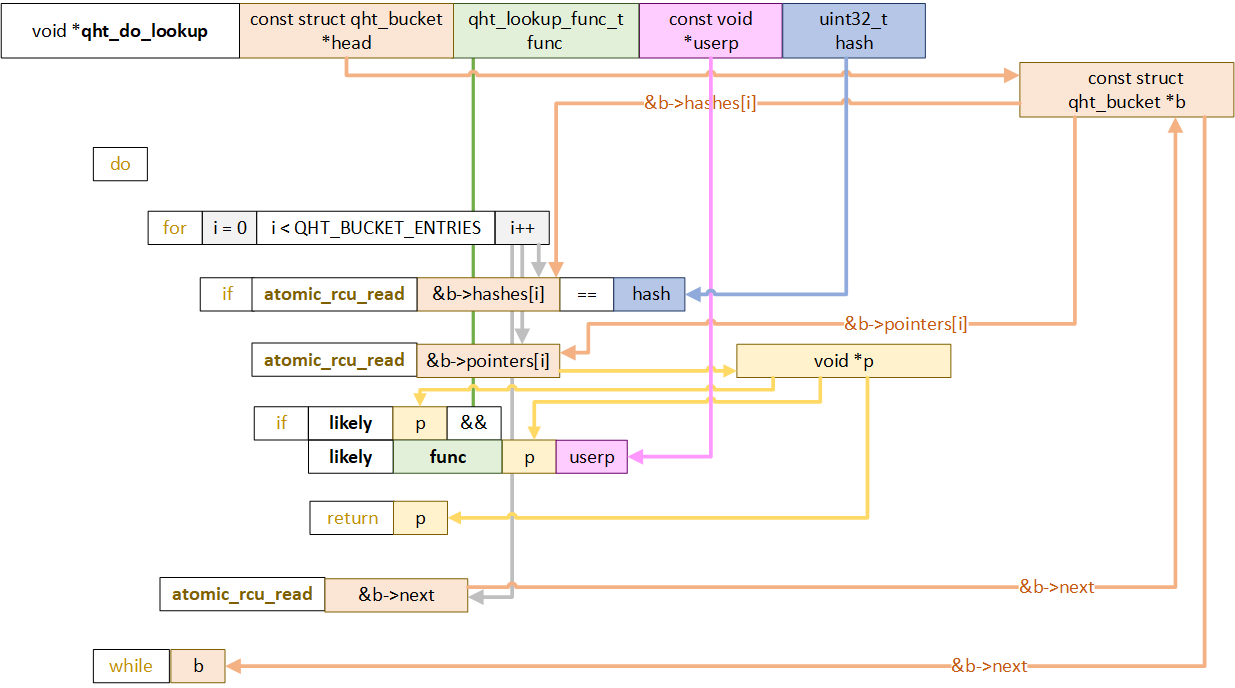 void *qht_do_lookup
const struct qht_bucket
*head
qht_lookup_func_t
func
const void
*userp
uint32_t
hash
const struct
qht_bucket *b
&b->hashes[i]
do
for i = 0 i < QHT_BUCKET_ENTRIES i++
if atomic_rcu_read &b->hashes[i] == hash
&b->pointers[i]
atomic_rcu_read &b->pointers[i] void *p
if likely p &&
likely func p userp
return p
atomic_rcu_read &b->next &b->next
while b &b->next